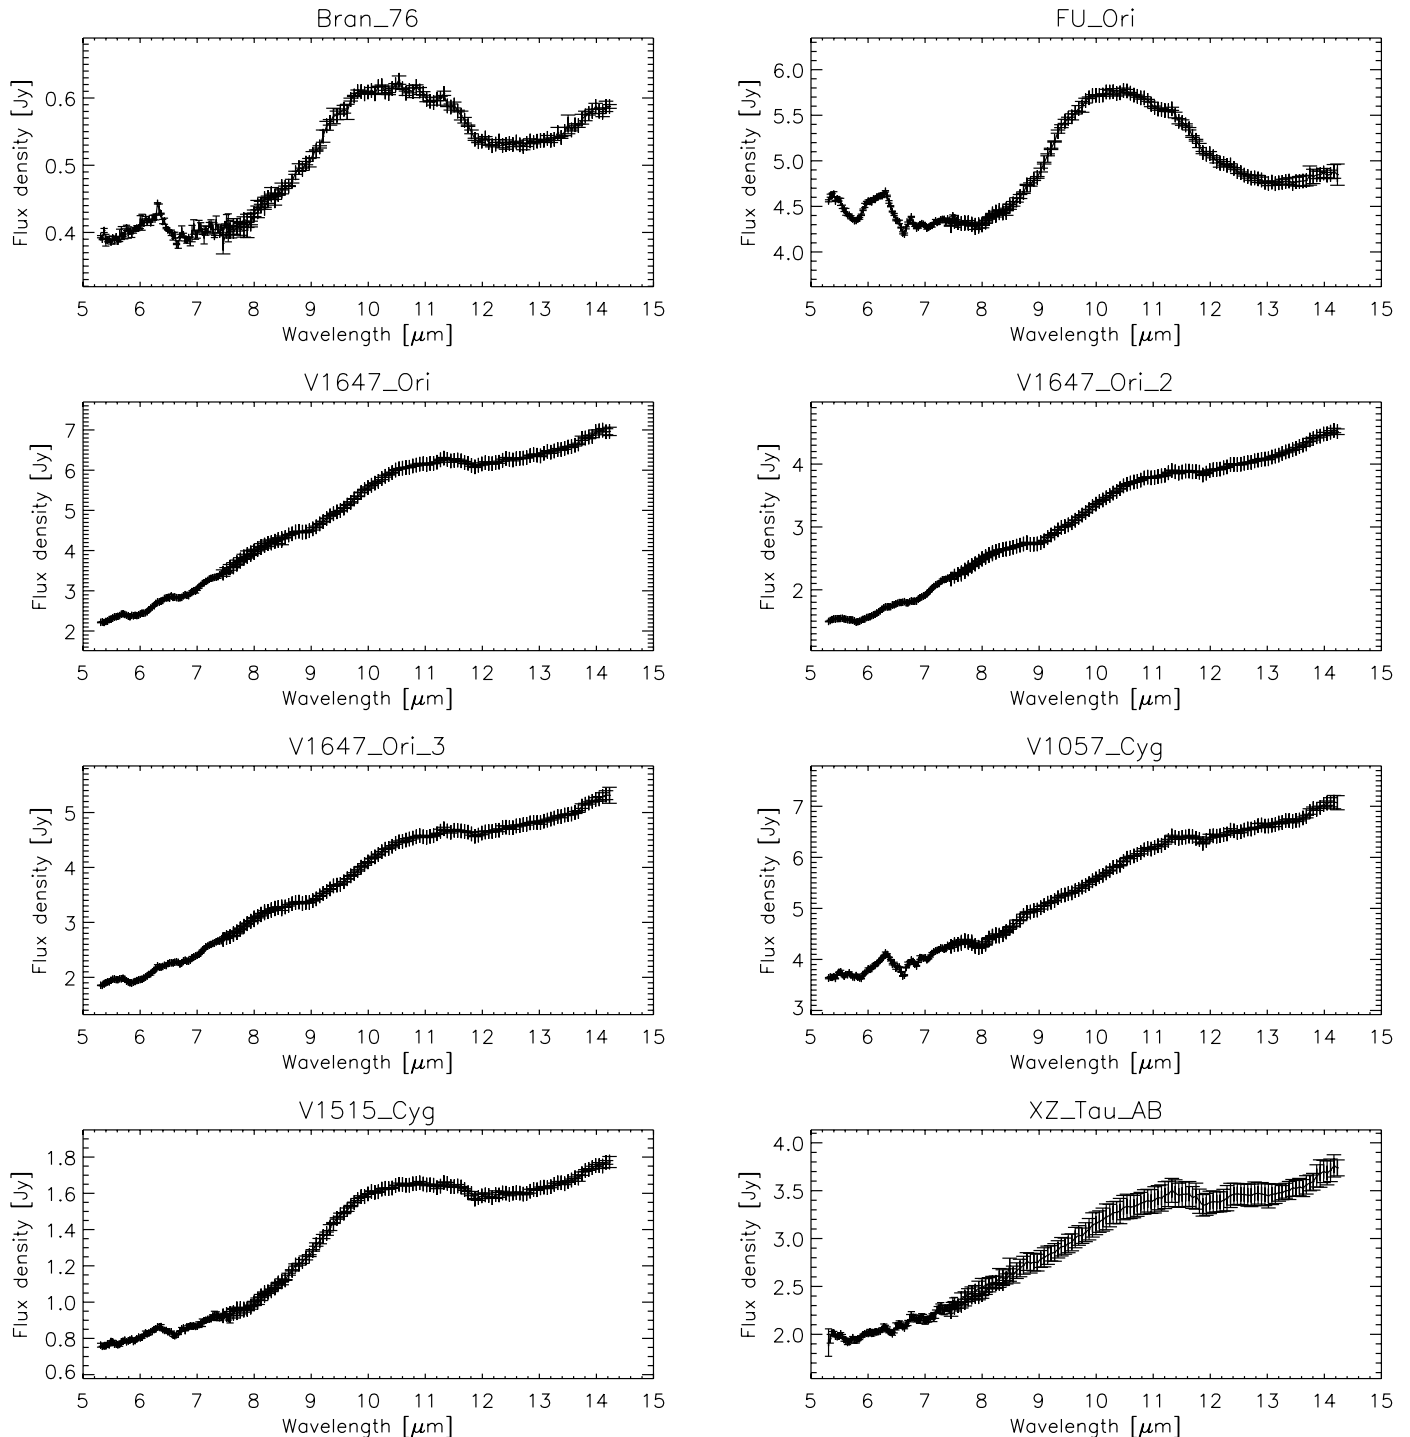 Bran_76
Flux density [Jy]
0.6
0.5
0.4
5 6 7 8 9 10 11 12 13 14 15
Wavelength [μm]
FU_Ori
Flux density [Jy]
6.0
5.5
5.0
4.5
4.0
5 6 7 8 9 10 11 12 13 14 15
Wavelength [μm]
V1647_Ori
Flux density [Jy]
7
6
5
4
3
2
5 6 7 8 9 10 11 12 13 14 15
Wavelength [μm]
V1647_Ori_2
Flux density [Jy]
4
3
2
5 6 7 8 9 10 11 12 13 14 15
Wavelength [μm]
V1647_Ori_3
Flux density [Jy]
5
4
3
2
5 6 7 8 9 10 11 12 13 14 15
Wavelength [μm]
V1057_Cyg
Flux density [Jy]
7
6
5
4
3
5 6 7 8 9 10 11 12 13 14 15
Wavelength [μm]
V1515_Cyg
Flux density [Jy]
1.8
1.6
1.4
1.2
1.0
0.8
0.6
5 6 7 8 9 10 11 12 13 14 15
Wavelength [μm]
XZ_Tau_AB
Flux density [Jy]
4.0
3.5
3.0
2.5
2.0
5 6 7 8 9 10 11 12 13 14 15
Wavelength [μm]